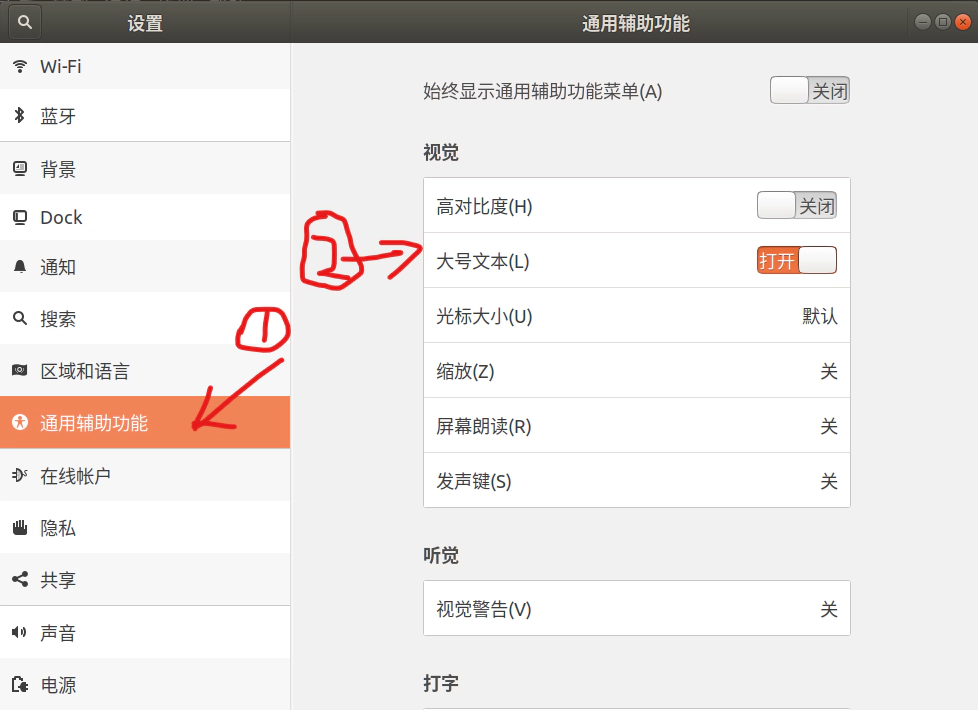 设置
通用辅助功能
Wi-Fi
蓝牙
背景
Dock
通知
搜索
区域和语言
通用辅助功能
在线帐户
隐私
共享
声音
电源
①
始终显示通用辅助功能菜单(A) 关闭
视觉
高对比度(H) 关闭
2
大号文本(L) 打开
光标大小(U) 默认
缩放(Z) 关
屏幕朗读(R) 关
发声键(S) 关
听觉
视觉警告(V) 关
打字